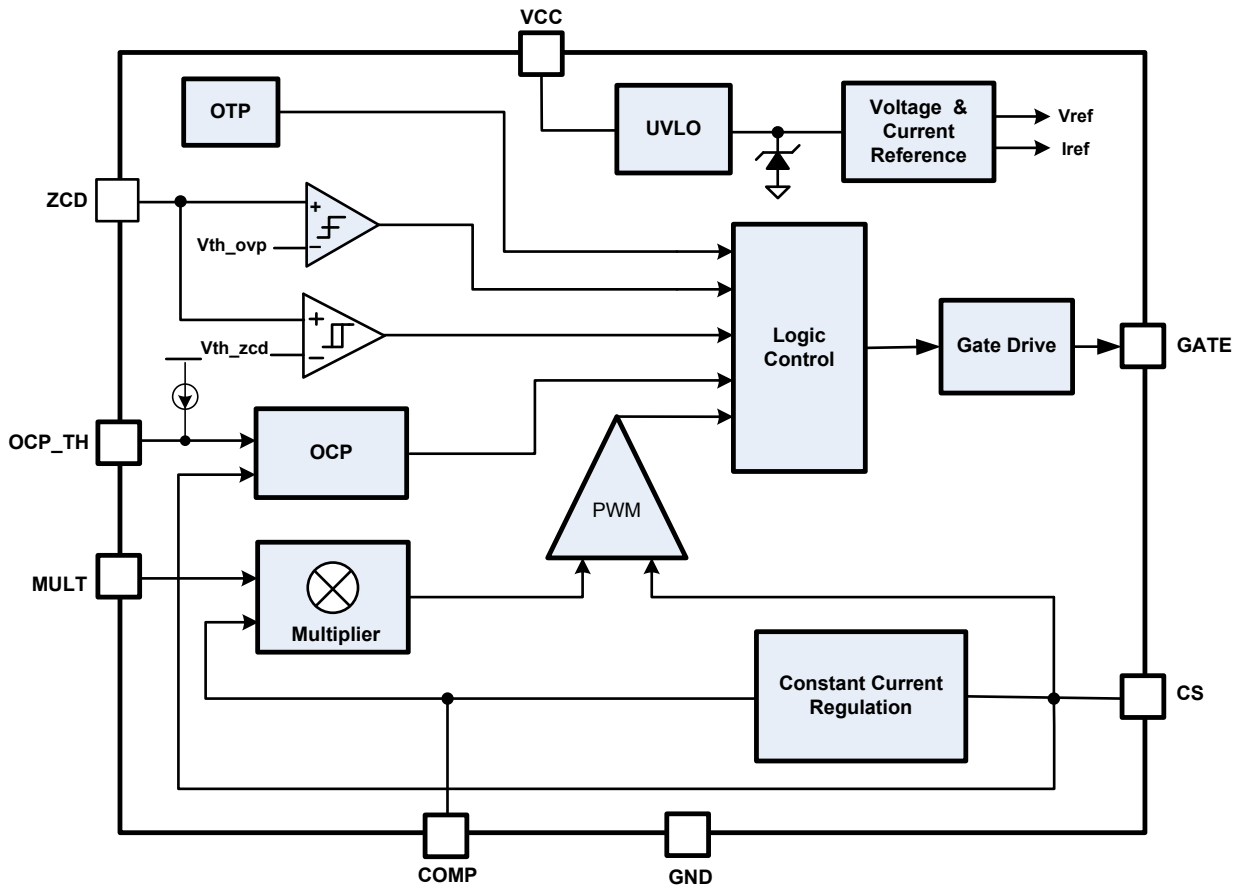 VCC
OTP
UVLO
Voltage &
Current
Reference
Vref
Iref
ZCD
+
Vth_ovp
−
+
Vth_zcd
−
Logic
Control
Gate Drive
GATE
OCP_TH
OCP
PWM
MULT
Multiplier
Constant Current
Regulation
CS
COMP
GND